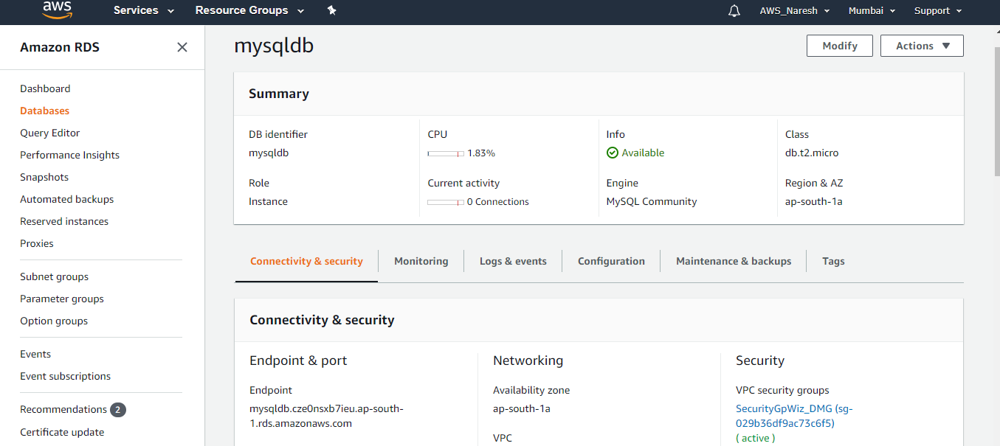 aws Services Resource Groups AWS_Naresh Mumbai Support
Amazon RDS
Dashboard
Databases
Query Editor
Performance Insights
Snapshots
Automated backups
Reserved instances
Proxies
Subnet groups
Parameter groups
Option groups
Events
Event subscriptions
Recommendations 2
Certificate update
mysqldb
Modify Actions
Summary
DB identifier
mysqldb
Role
Instance
CPU
1.83%
Current activity
0 Connections
Info
Available
Engine
MySQL Community
Class
db.t2.micro
Region & AZ
ap-south-1a
Connectivity & security Monitoring Logs & events Configuration Maintenance & backups Tags
Connectivity & security
Endpoint & port
Endpoint
mysqldb.cze0nsxb7ieu.ap-south-
1.rds.amazonaws.com
Networking
Availability zone
ap-south-1a
VPC
Security
VPC security groups
SecurityGpWiz_DMG (sg-
029b36df9ac73c6f5)
( active )